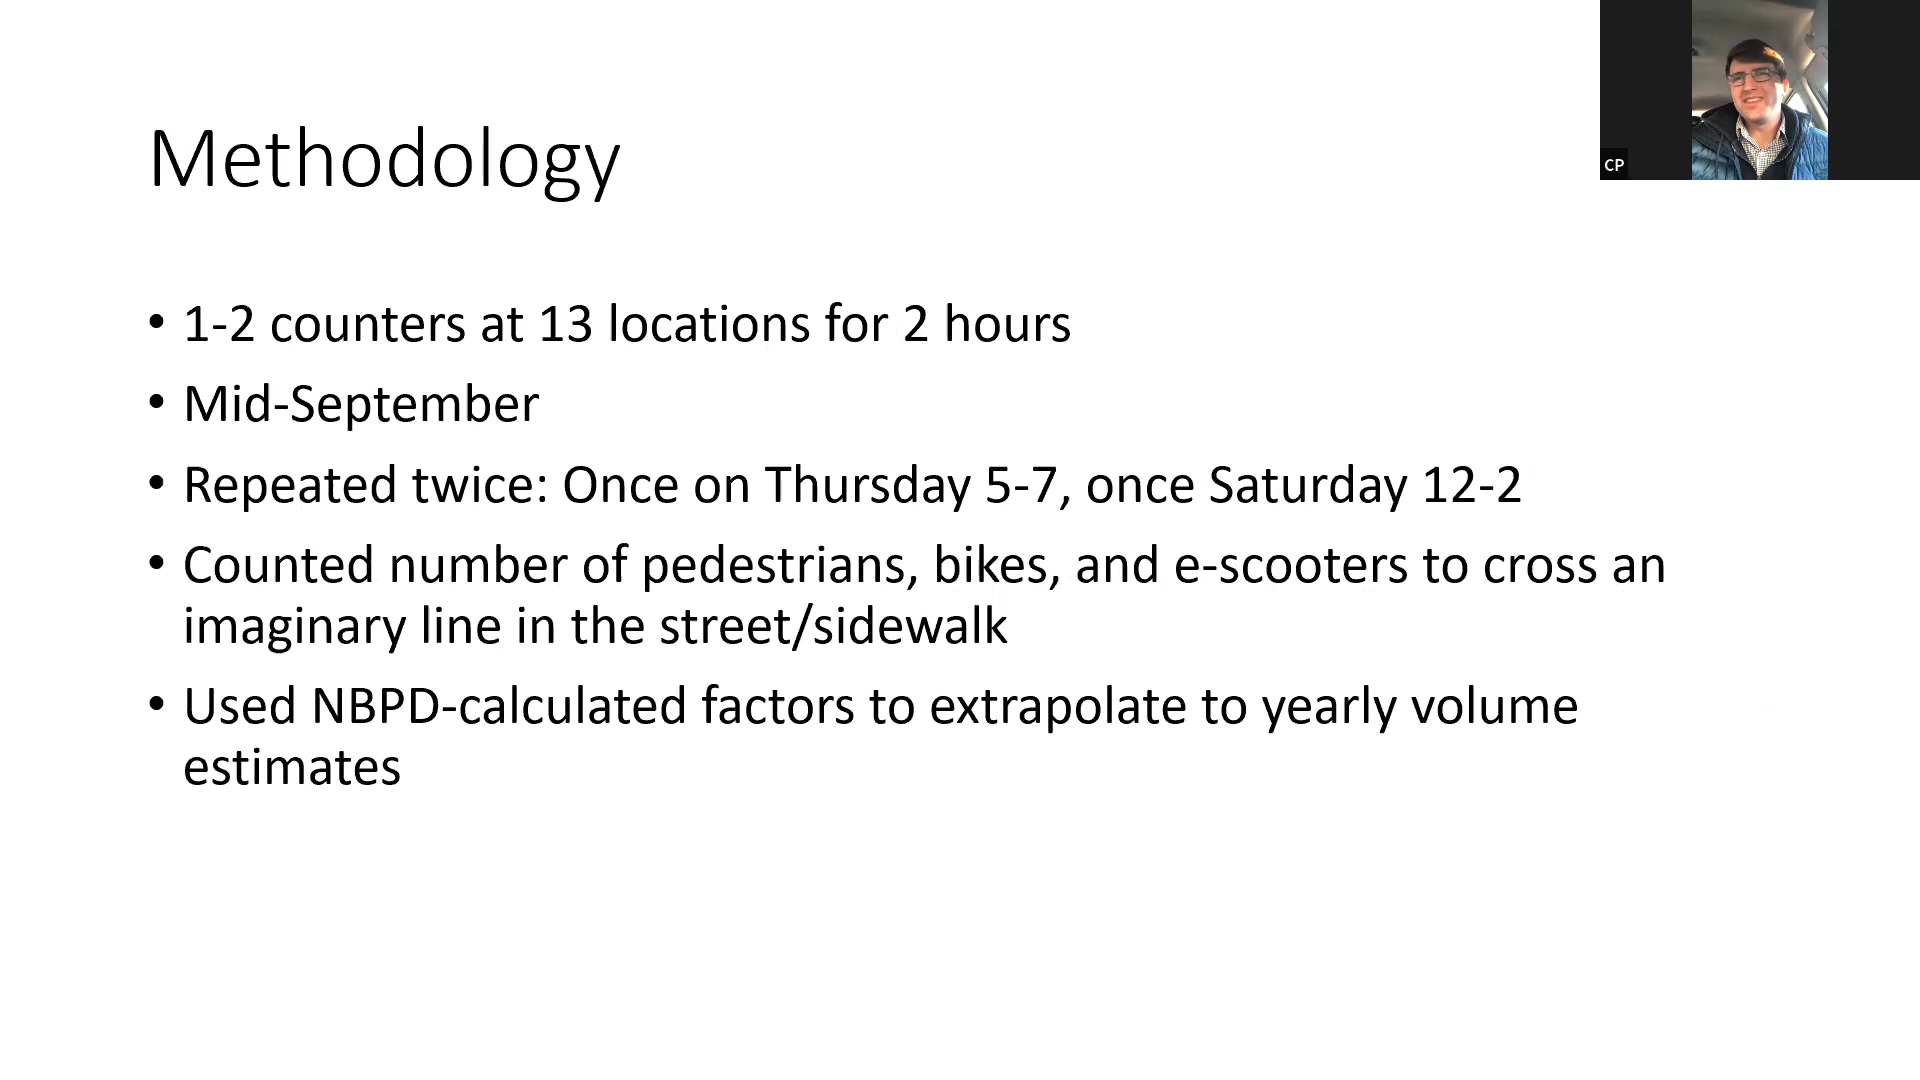 CP
Methodology
• 1-2 counters at 13 locations for 2 hours
• Mid-September
• Repeated twice: Once on Thursday 5-7, once Saturday 12-2
• Counted number of pedestrians, bikes, and e-scooters to cross an
imaginary line in the street/sidewalk
• Used NBPD-calculated factors to extrapolate to yearly volume
estimates